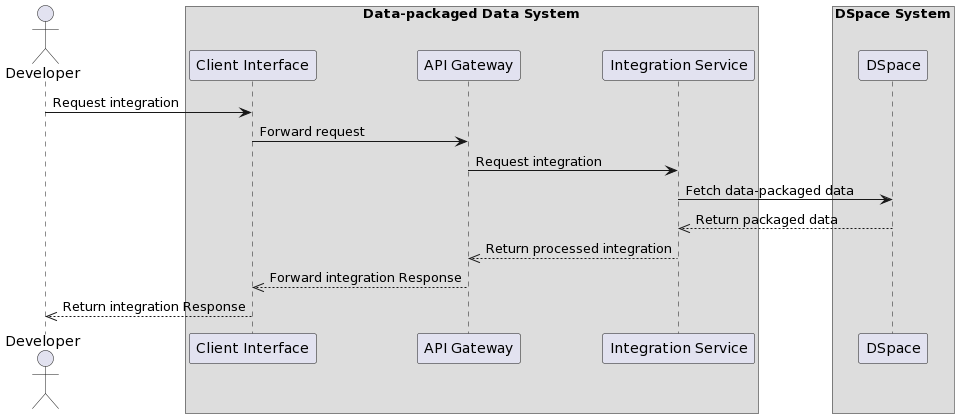 Data-packaged Data System
DSpace System
Developer
Client Interface
API Gateway
Integration Service
DSpace
Request integration
Forward request
Request integration
Fetch data-packaged data
Return packaged data
Return processed integration
Forward integration Response
Return integration Response
Developer
Client Interface
API Gateway
Integration Service
DSpace